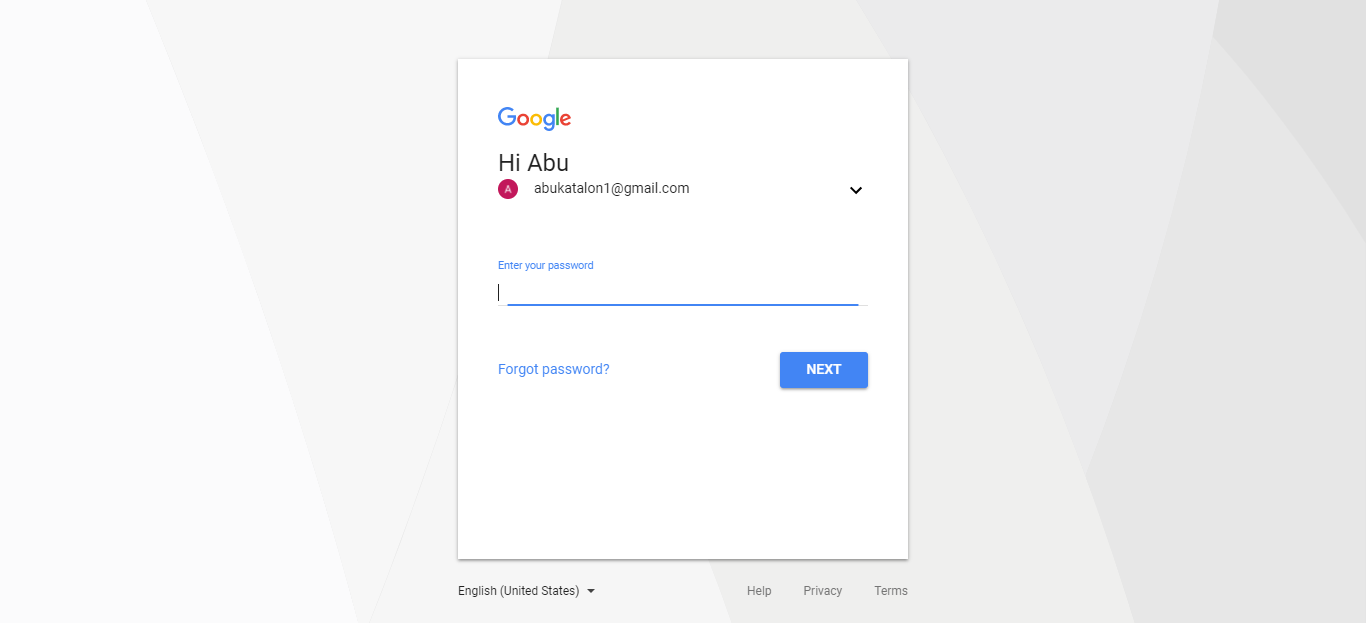 Google
Hi Abu
A abukatalon1@gmail.com
Enter your password
Forgot password? NEXT
English (United States) Help Privacy Terms